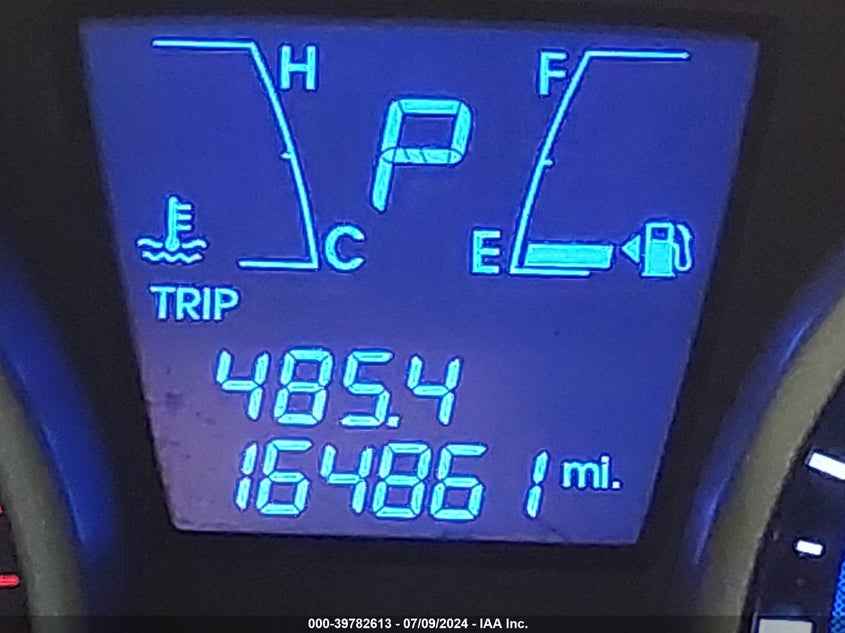 H F
P
C E
TRIP
485.4
164861 mi.
000-39782613 - 07/09/2024 - IAA Inc.